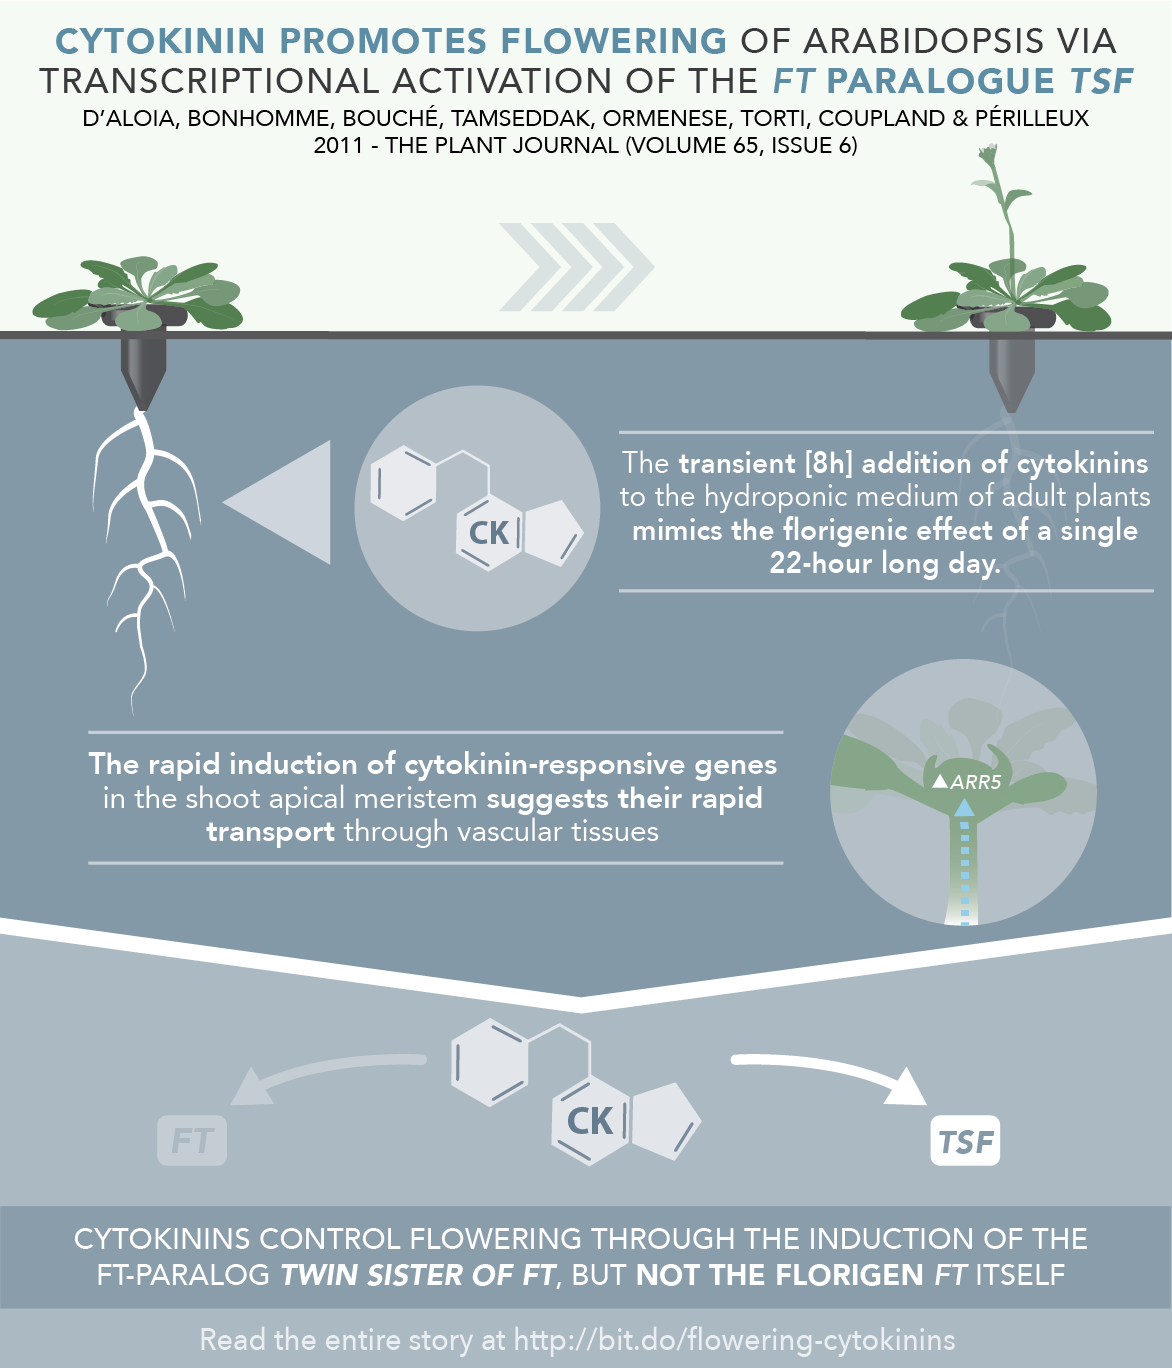 CYTOKININ PROMOTES FLOWERING OF ARABIDOPSIS VIA
TRANSCRIPTIONAL ACTIVATION OF THE FT PARALOGUE TSF
D'ALOIA, BONHOMME, BOUCHÉ, TAMSEDDAK, ORMENESE, TORTI, COUPLAND & PÉRILLEUX
2011 - THE PLANT JOURNAL (VOLUME 65, ISSUE 6)
The transient [8h] addition of cytokinins
to the hydroponic medium of adult plants
mimics the florigenic effect of a single
22-hour long day.
CK
The rapid induction of cytokinin-responsive genes
in the shoot apical meristem suggests their rapid
transport through vascular tissues
▲ARR5
CK
FT
TSF
CYTOKININS CONTROL FLOWERING THROUGH THE INDUCTION OF THE
FT-PARALOG TWIN SISTER OF FT, BUT NOT THE FLORIGEN FT ITSELF
Read the entire story at http://bit.do/flowering-cytokinins